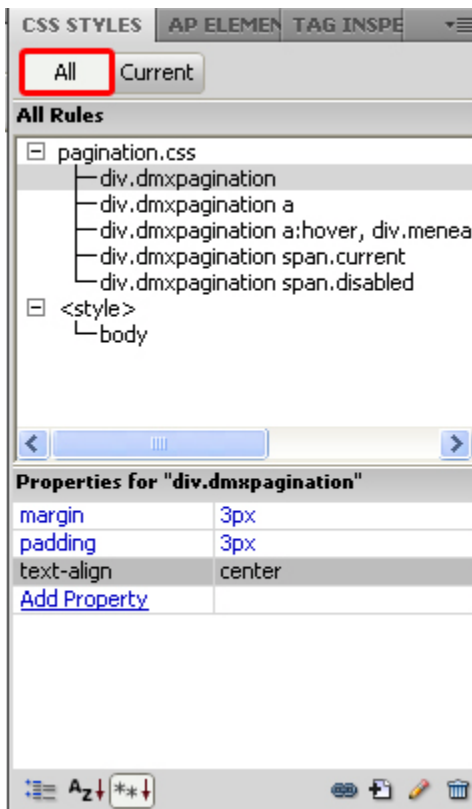 CSS STYLES AP ELEMEN TAG INSPE
All Current
All Rules
pagination.css
div.dmxpagination
div.dmxpagination a
div.dmxpagination a:hover, div.menea
div.dmxpagination span.current
div.dmxpagination span.disabled
<style>
body
Properties for "div.dmxpagination"
margin 3px
padding 3px
text-align center
Add Property
Az **